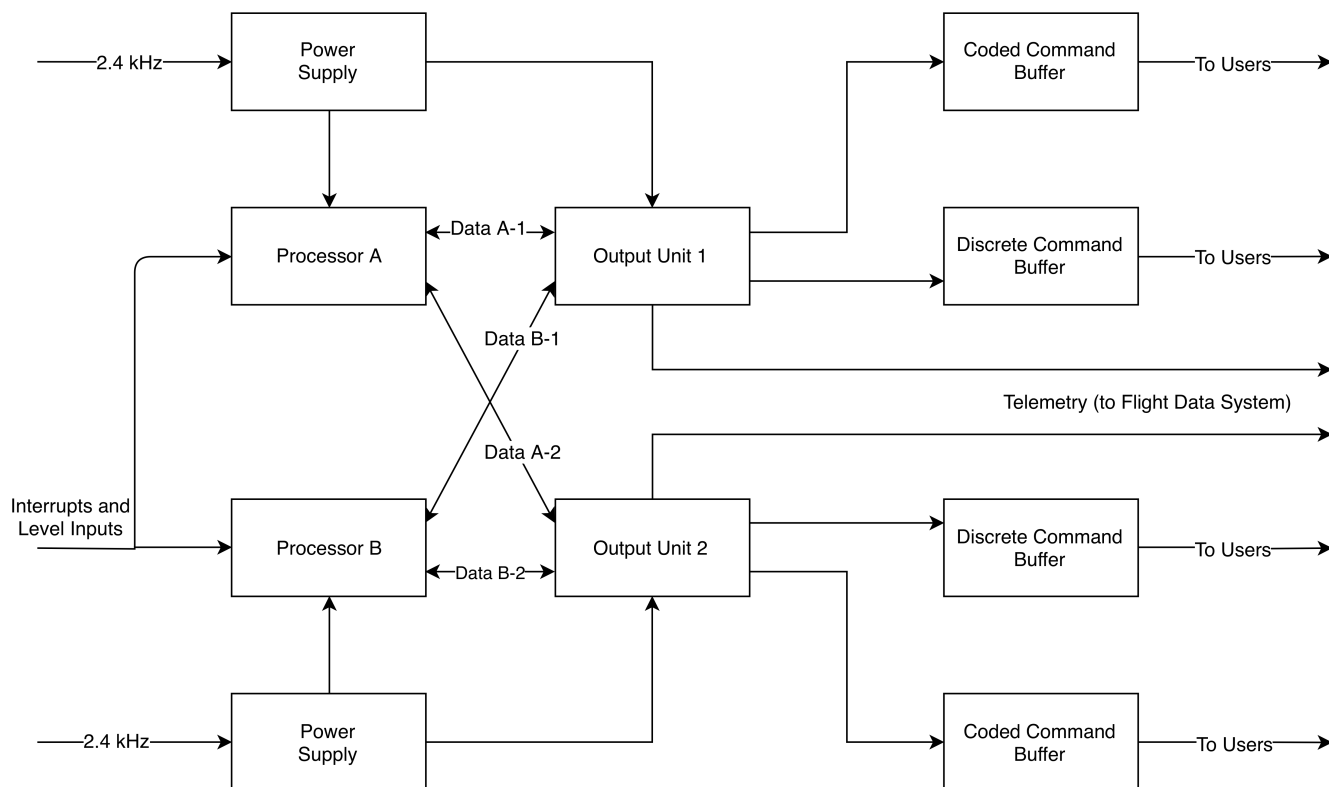 2.4 kHz
Power
Supply
Coded Command
Buffer
To Users
Processor A
Data A-1
Output Unit 1
Discrete Command
Buffer
To Users
Data B-1
Telemetry (to Flight Data System)
Data A-2
Interrupts and
Level Inputs
Processor B
Data B-2
Output Unit 2
Discrete Command
Buffer
To Users
2.4 kHz
Power
Supply
Coded Command
Buffer
To Users